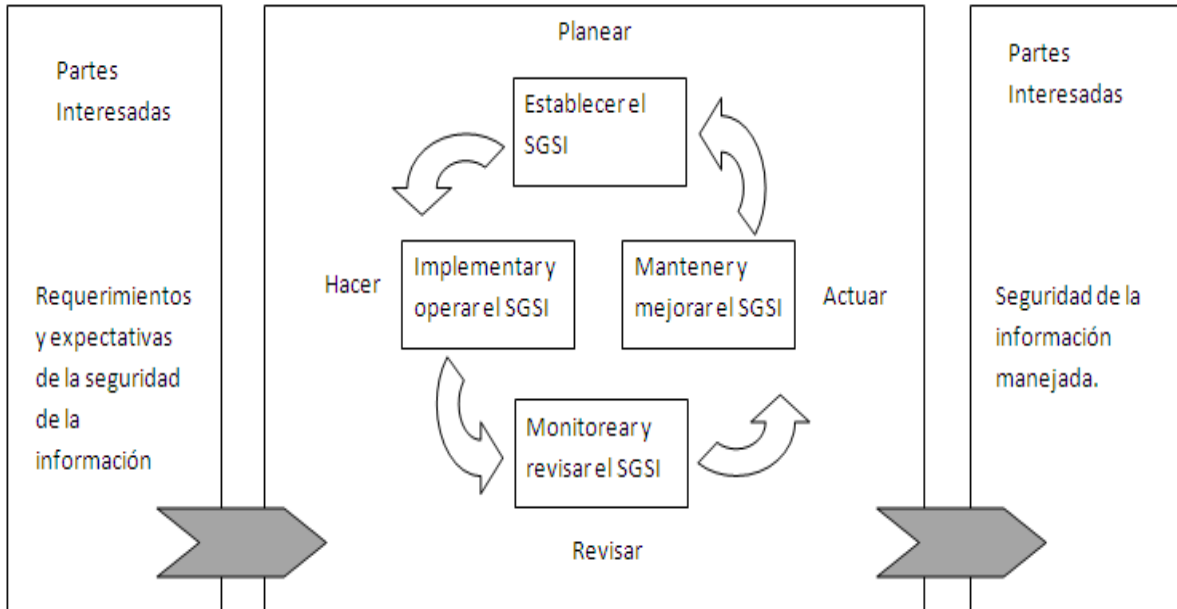 Partes
Interesadas
Requerimientos
y expectativas
de la seguridad
de la
información
Planear
Establecer el
SGSI
Hacer
Implementar y
operar el SGSI
Mantener y
mejorar el SGSI
Actuar
Monitorear y
revisar el SGSI
Revisar
Partes
Interesadas
Seguridad de la
información
manejada.